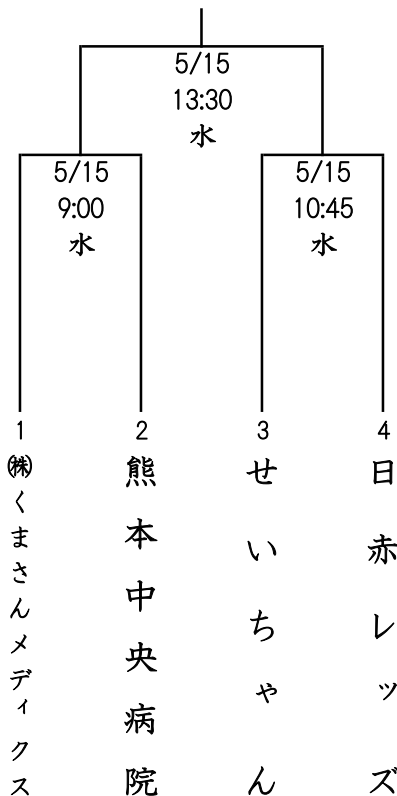 5/15
13:30
水
5/15
9:00
水
5/15
10:45
水
1
2
3
4
㈱くまさんメディクス
熊本中央病院
せいちゃん
日赤レッズ